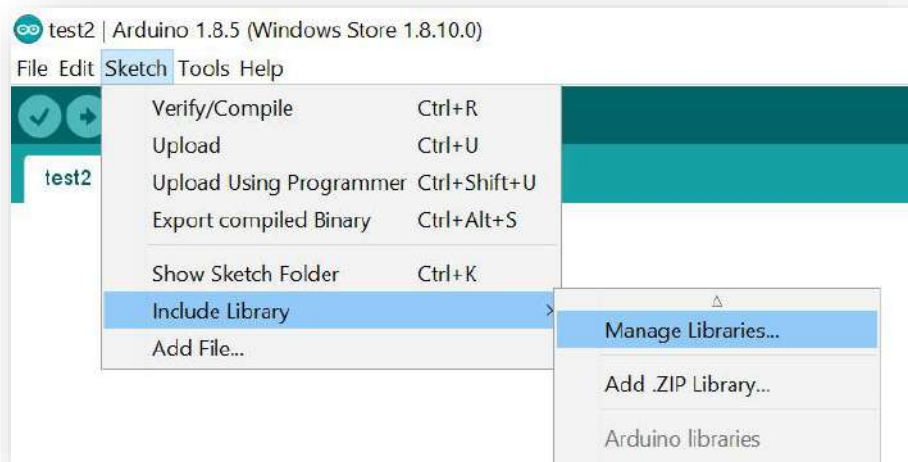 test2 | Arduino 1.8.5 (Windows Store 1.8.10.0)
File Edit Sketch Tools Help
Verify/Compile Ctrl+R
Upload Ctrl+U
test2
Upload Using Programmer Ctrl+Shift+U
Export compiled Binary Ctrl+Alt+S
Show Sketch Folder Ctrl+K
Include Library
Add File...
Manage Libraries...
Add .ZIP Library...
Arduino libraries